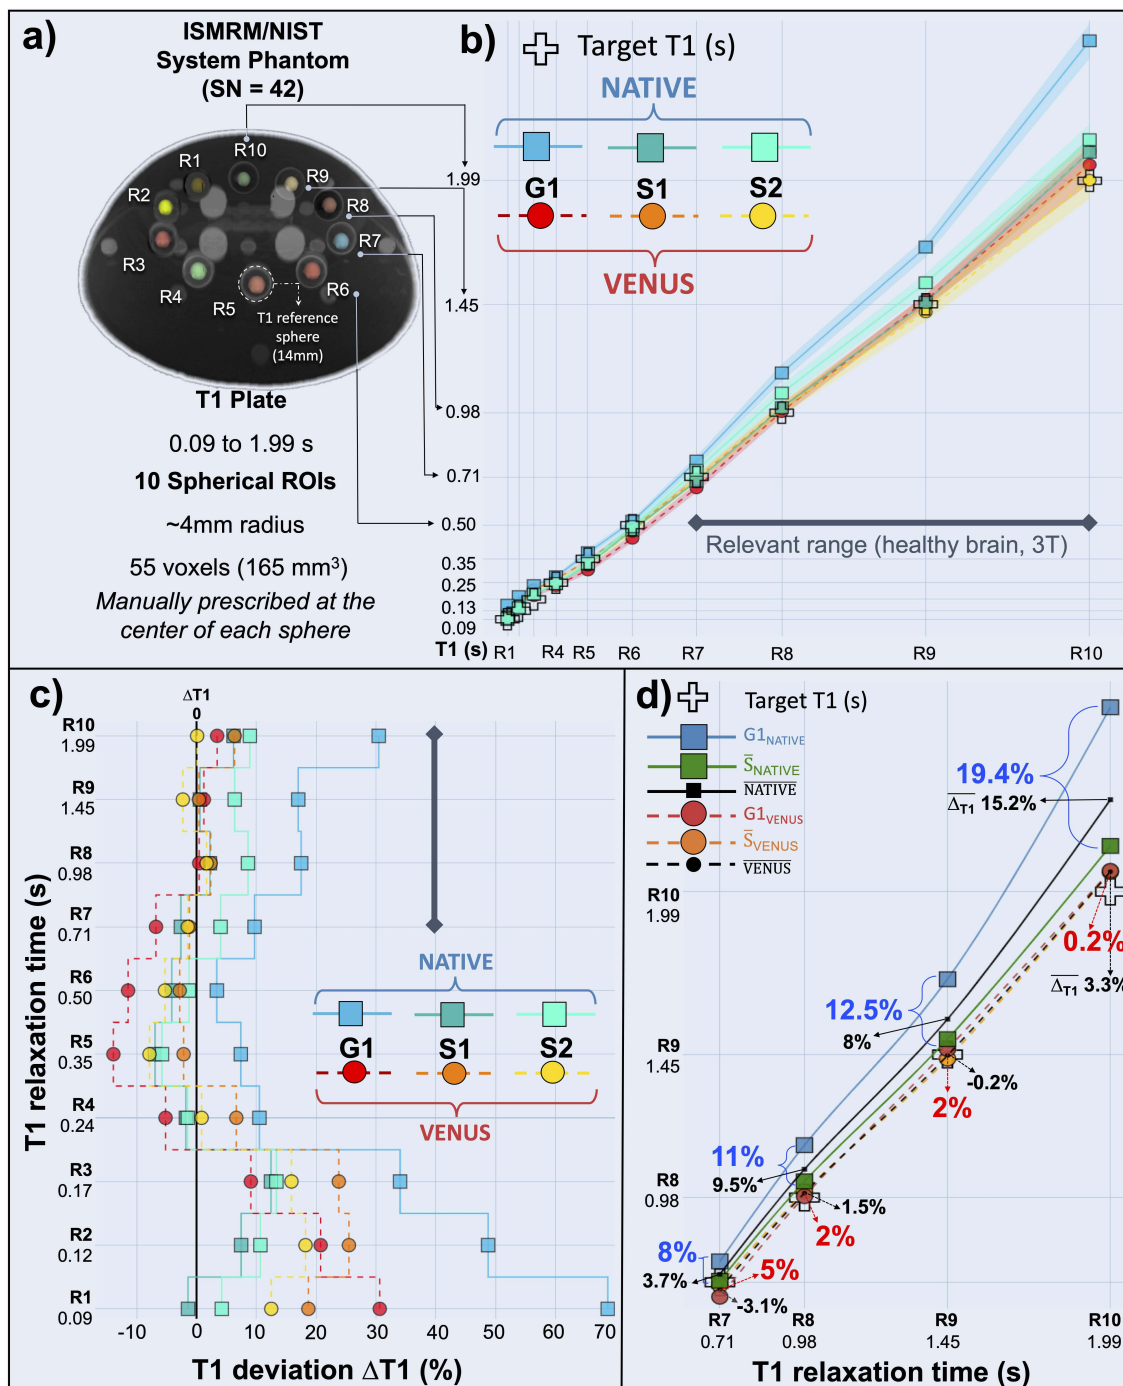 a)
ISMRM/NIST
System Phantom
(SN = 42)
R10
R1
R9
R2
R8
R7
R3
R4
R5
R6
T1 reference
sphere
(14mm)
T1 Plate
0.09 to 1.99 s
10 Spherical ROIs
~4mm radius
55 voxels (165 mm³)
Manually prescribed at the
center of each sphere
b)
Target T1 (s)
NATIVE
G1 S1 S2
VENUS
1.99
1.45
0.98
0.71
0.50
0.35
0.25
0.13
0.09
Relevant range (healthy brain, 3T)
T1 (s) R1 R4 R5 R6 R7 R8 R9 R10
c)
ΔT1
0
R10
1.99
R9
1.45
R8
0.98
R7
0.71
R6
0.50
R5
0.35
R4
0.24
R3
0.17
R2
0.12
R1
0.09
T1 relaxation time (s)
NATIVE
G1 S1 S2
VENUS
-10 0 10 20 30 40 50 60 70
T1 deviation ΔT1 (%)
d)
Target T1 (s)
G1NATIVE
S̅NATIVE
NATIVE
G1VENUS
S̅VENUS
VENUS
19.4%
ΔT1 15.2%
R10
1.99
0.2%
ΔT1 3.3%
12.5%
8%
R9
1.45
-0.2%
2%
11%
9.5%
R8
0.98
1.5%
2%
8%
3.7%
5%
-3.1%
R7 R8 R9 R10
0.71 0.98 1.45 1.99
T1 relaxation time (s)